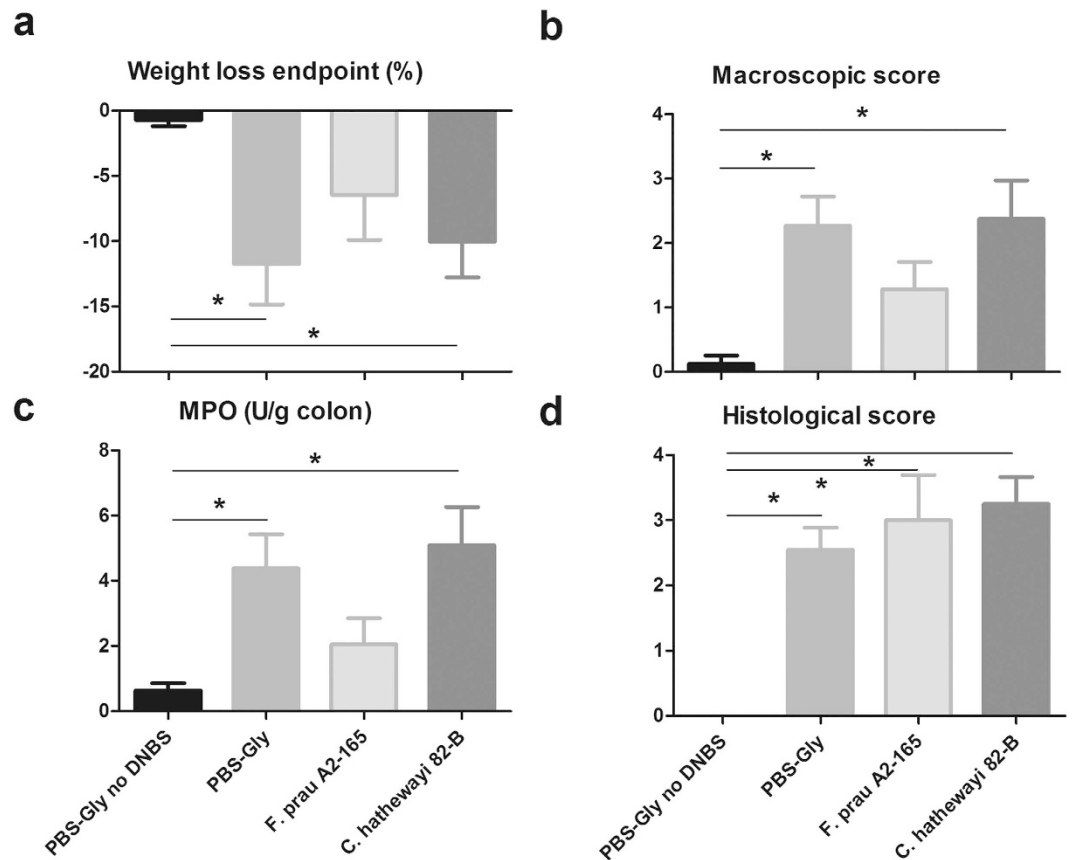 a
Weight loss endpoint (%)
0
-5
-10
-15
-20
*
*
b
Macroscopic score
4
3
2
1
0
*
*
c
MPO (U/g colon)
8
6
4
2
0
*
*
PBS-Gly no DNBS
PBS-Gly
F. prau A2-165
C. hathewayi 82-B
d
Histological score
4
3
2
1
0
*
* *
PBS-Gly no DNBS
PBS-Gly
F. prau A2-165
C. hathewayi 82-B